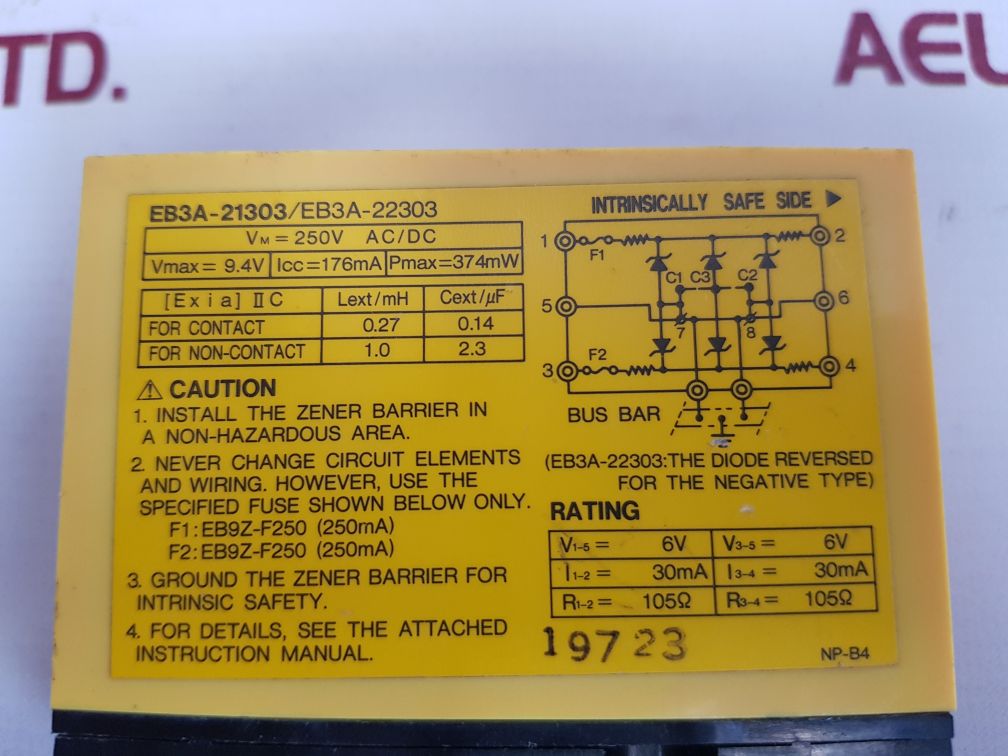 TD.
AEU
EB3A-21303/EB3A-22303
VM = 250V AC/DC
Vmax= 9.4V Icc=176mA Pmax=374mW
[Exia] ⅡC Lext/mH Cext/μF
FOR CONTACT 0.27 0.14
FOR NON-CONTACT 1.0 2.3
⚠ CAUTION
1. INSTALL THE ZENER BARRIER IN
A NON-HAZARDOUS AREA.
2. NEVER CHANGE CIRCUIT ELEMENTS
AND WIRING. HOWEVER, USE THE
SPECIFIED FUSE SHOWN BELOW ONLY.
F1: EB9Z-F250 (250mA)
F2: EB9Z-F250 (250mA)
3. GROUND THE ZENER BARRIER FOR
INTRINSIC SAFETY.
4. FOR DETAILS, SEE THE ATTACHED
INSTRUCTION MANUAL.
INTRINSICALLY SAFE SIDE ▶
1 2
F1
C1 C3 C2
5 6
7 8
F2
3 4
BUS BAR
(EB3A-22303:THE DIODE REVERSED
FOR THE NEGATIVE TYPE)
RATING
V1-5 = 6V V3-5 = 6V
I1-2 = 30mA I3-4 = 30mA
R1-2 = 105Ω R3-4 = 105Ω
19723
NP-B4